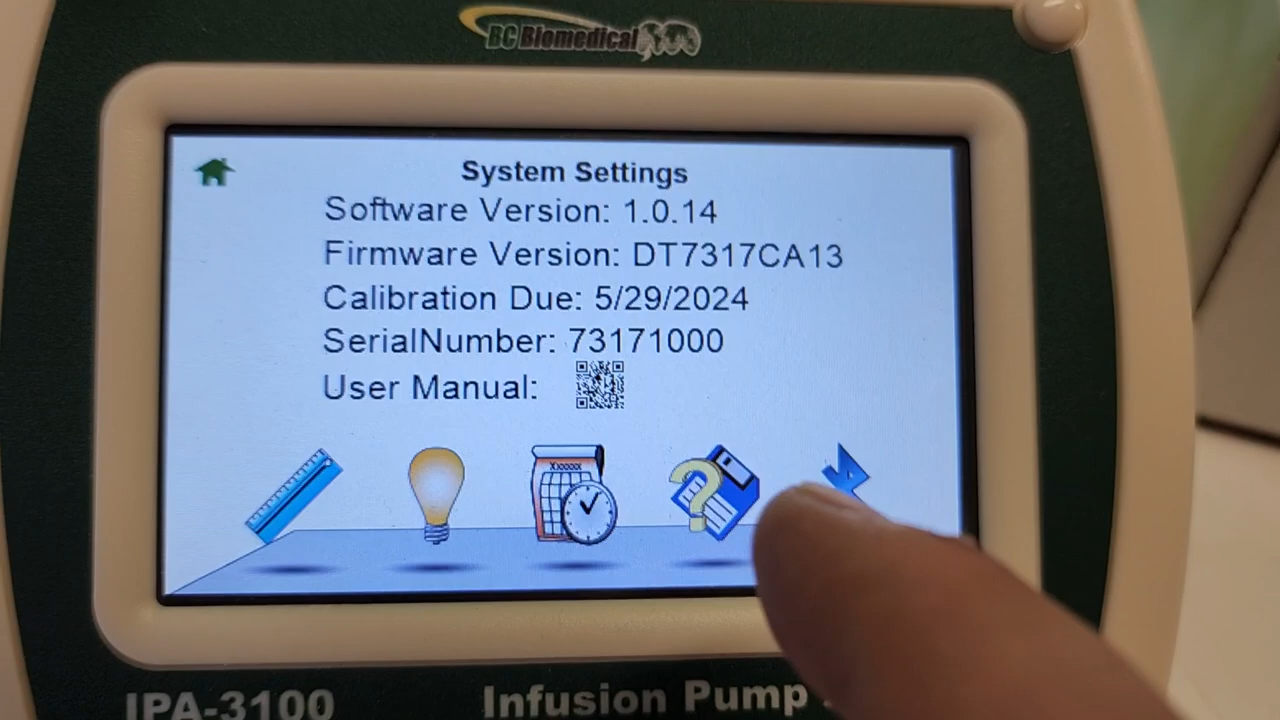 BC Biomedical
System Settings
Software Version: 1.0.14
Firmware Version: DT7317CA13
Calibration Due: 5/29/2024
SerialNumber: 73171000
User Manual:
Xxxxxx
IPA-3100
Infusion Pump